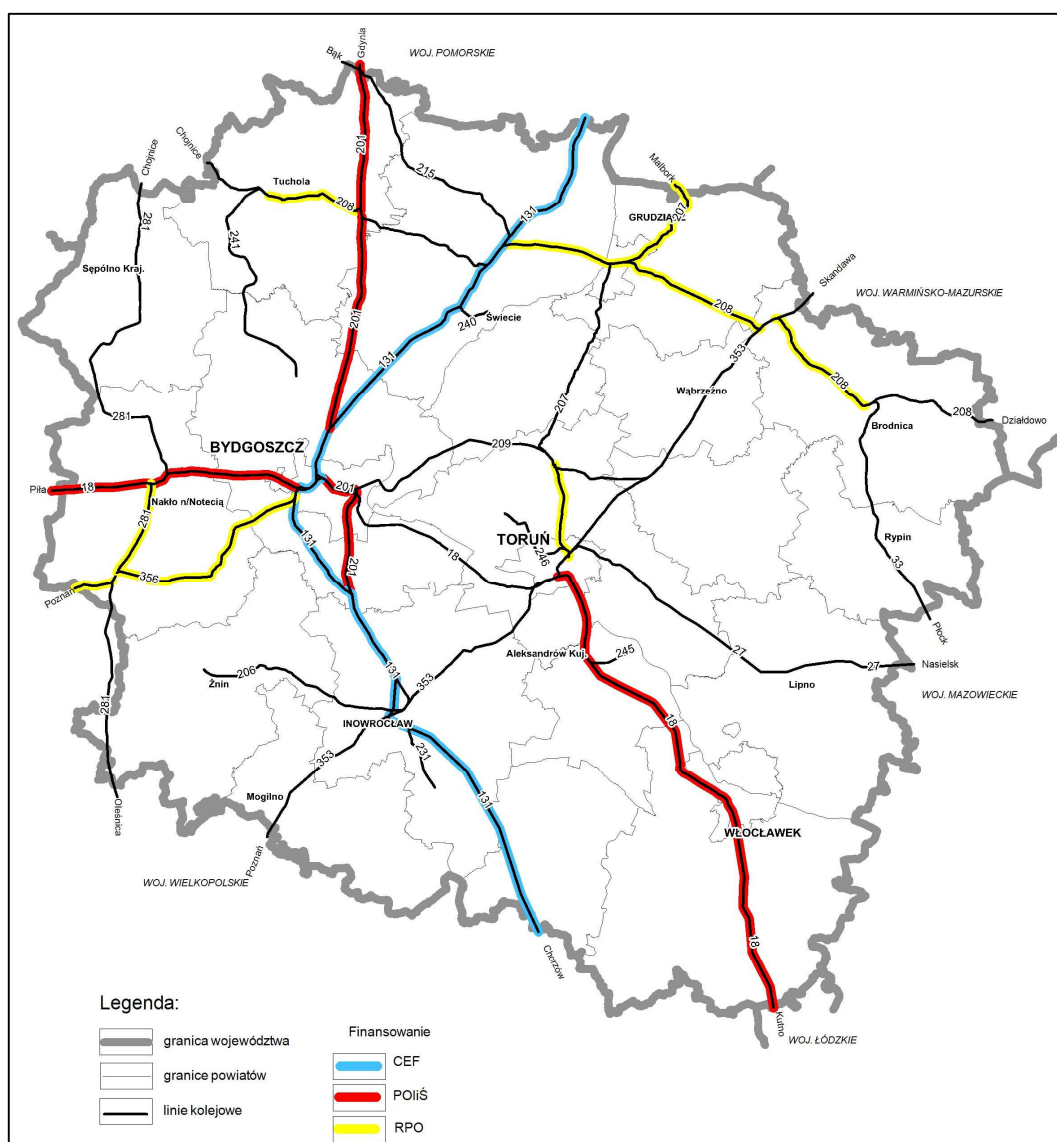 Bąk
Gdynia
WOJ. POMORSKIE
Chojnice
Chojnice
201
215
Tuchola
208
131
Malbork
GRUDZIĄDZ
207
281
241
Sępólno Kraj.
Skandawa
WOJ. WARMIŃSKO-MAZURSKIE
201
240
Świecie
208
353
131
208
Wąbrzeźno
281
207
208
Działdowo
Brodnica
BYDGOSZCZ
209
Piła
18
201
Nakło n/Notecią
281
131
18
TORUŃ
246
Rypin
33
201
356
Poznań
Płock
Aleksandrów Kuj.
245
27
27
Nasielsk
Lipno
WOJ. MAZOWIECKIE
Żnin
206
131
353
281
INOWROCŁAW
18
353
231
Mogilno
131
Oleśnica
WŁOCŁAWEK
Poznań
WOJ. WIELKOPOLSKIE
18
Chorzów
Kutno
WOJ. ŁÓDZKIE
Legenda:
granica województwa
granice powiatów
linie kolejowe
Finansowanie
CEF
POIiŚ
RPO